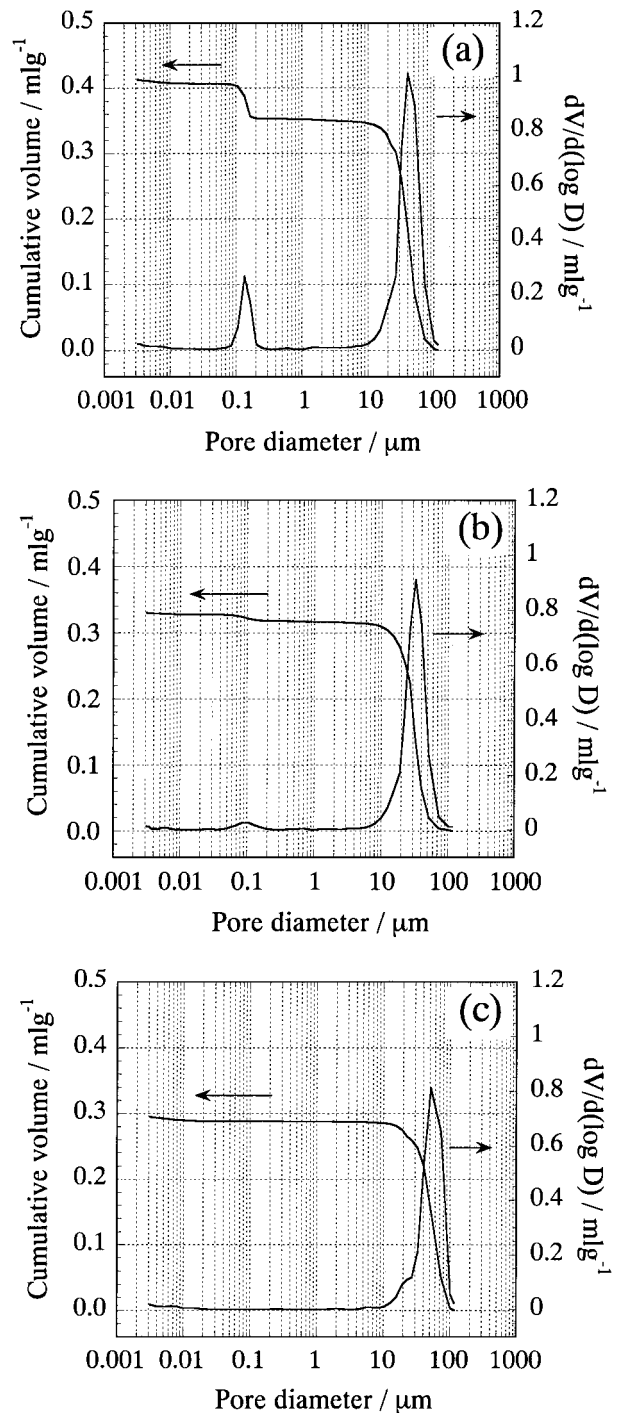 (a)
Cumulative volume / mlg⁻¹
0.5
0.4
0.3
0.2
0.1
0.0
1.2
1
0.8
0.6
0.4
0.2
0
dV/d(log D) / mlg⁻¹
0.001 0.01 0.1 1 10 100 1000
Pore diameter / μm
(b)
Cumulative volume / mlg⁻¹
0.5
0.4
0.3
0.2
0.1
0.0
1.2
1
0.8
0.6
0.4
0.2
0
dV/d(log D) / mlg⁻¹
0.001 0.01 0.1 1 10 100 1000
Pore diameter / μm
(c)
Cumulative volume / mlg⁻¹
0.5
0.4
0.3
0.2
0.1
0.0
1.2
1
0.8
0.6
0.4
0.2
0
dV/d(log D) / mlg⁻¹
0.001 0.01 0.1 1 10 100 1000
Pore diameter / μm